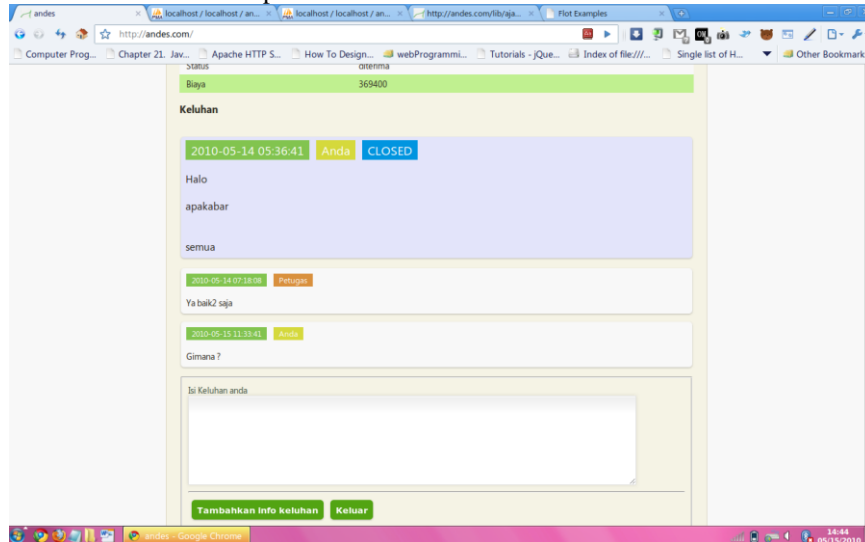 andes
localhost / localhost / an...
localhost / localhost / an...
http://andes.com/lib/aja...
Flot Examples
http://andes.com/
Computer Prog...
Chapter 21. Jav...
Apache HTTP S...
How To Design...
webProgrammi...
Tutorials - jQue...
Index of file:///...
Single list of H...
Other Bookmark
Status diterima
Biaya 369400
Keluhan
2010-05-14 05:36:41 Anda CLOSED
Halo
apakabar
semua
2010-05-14 07:18:08 Petugas
Ya baik2 saja
2010-05-15 11:33:41 Anda
Gimana ?
Isi Keluhan anda
Tambahkan info keluhan Keluar
andes - Google Chrome
14:44
05/15/2010